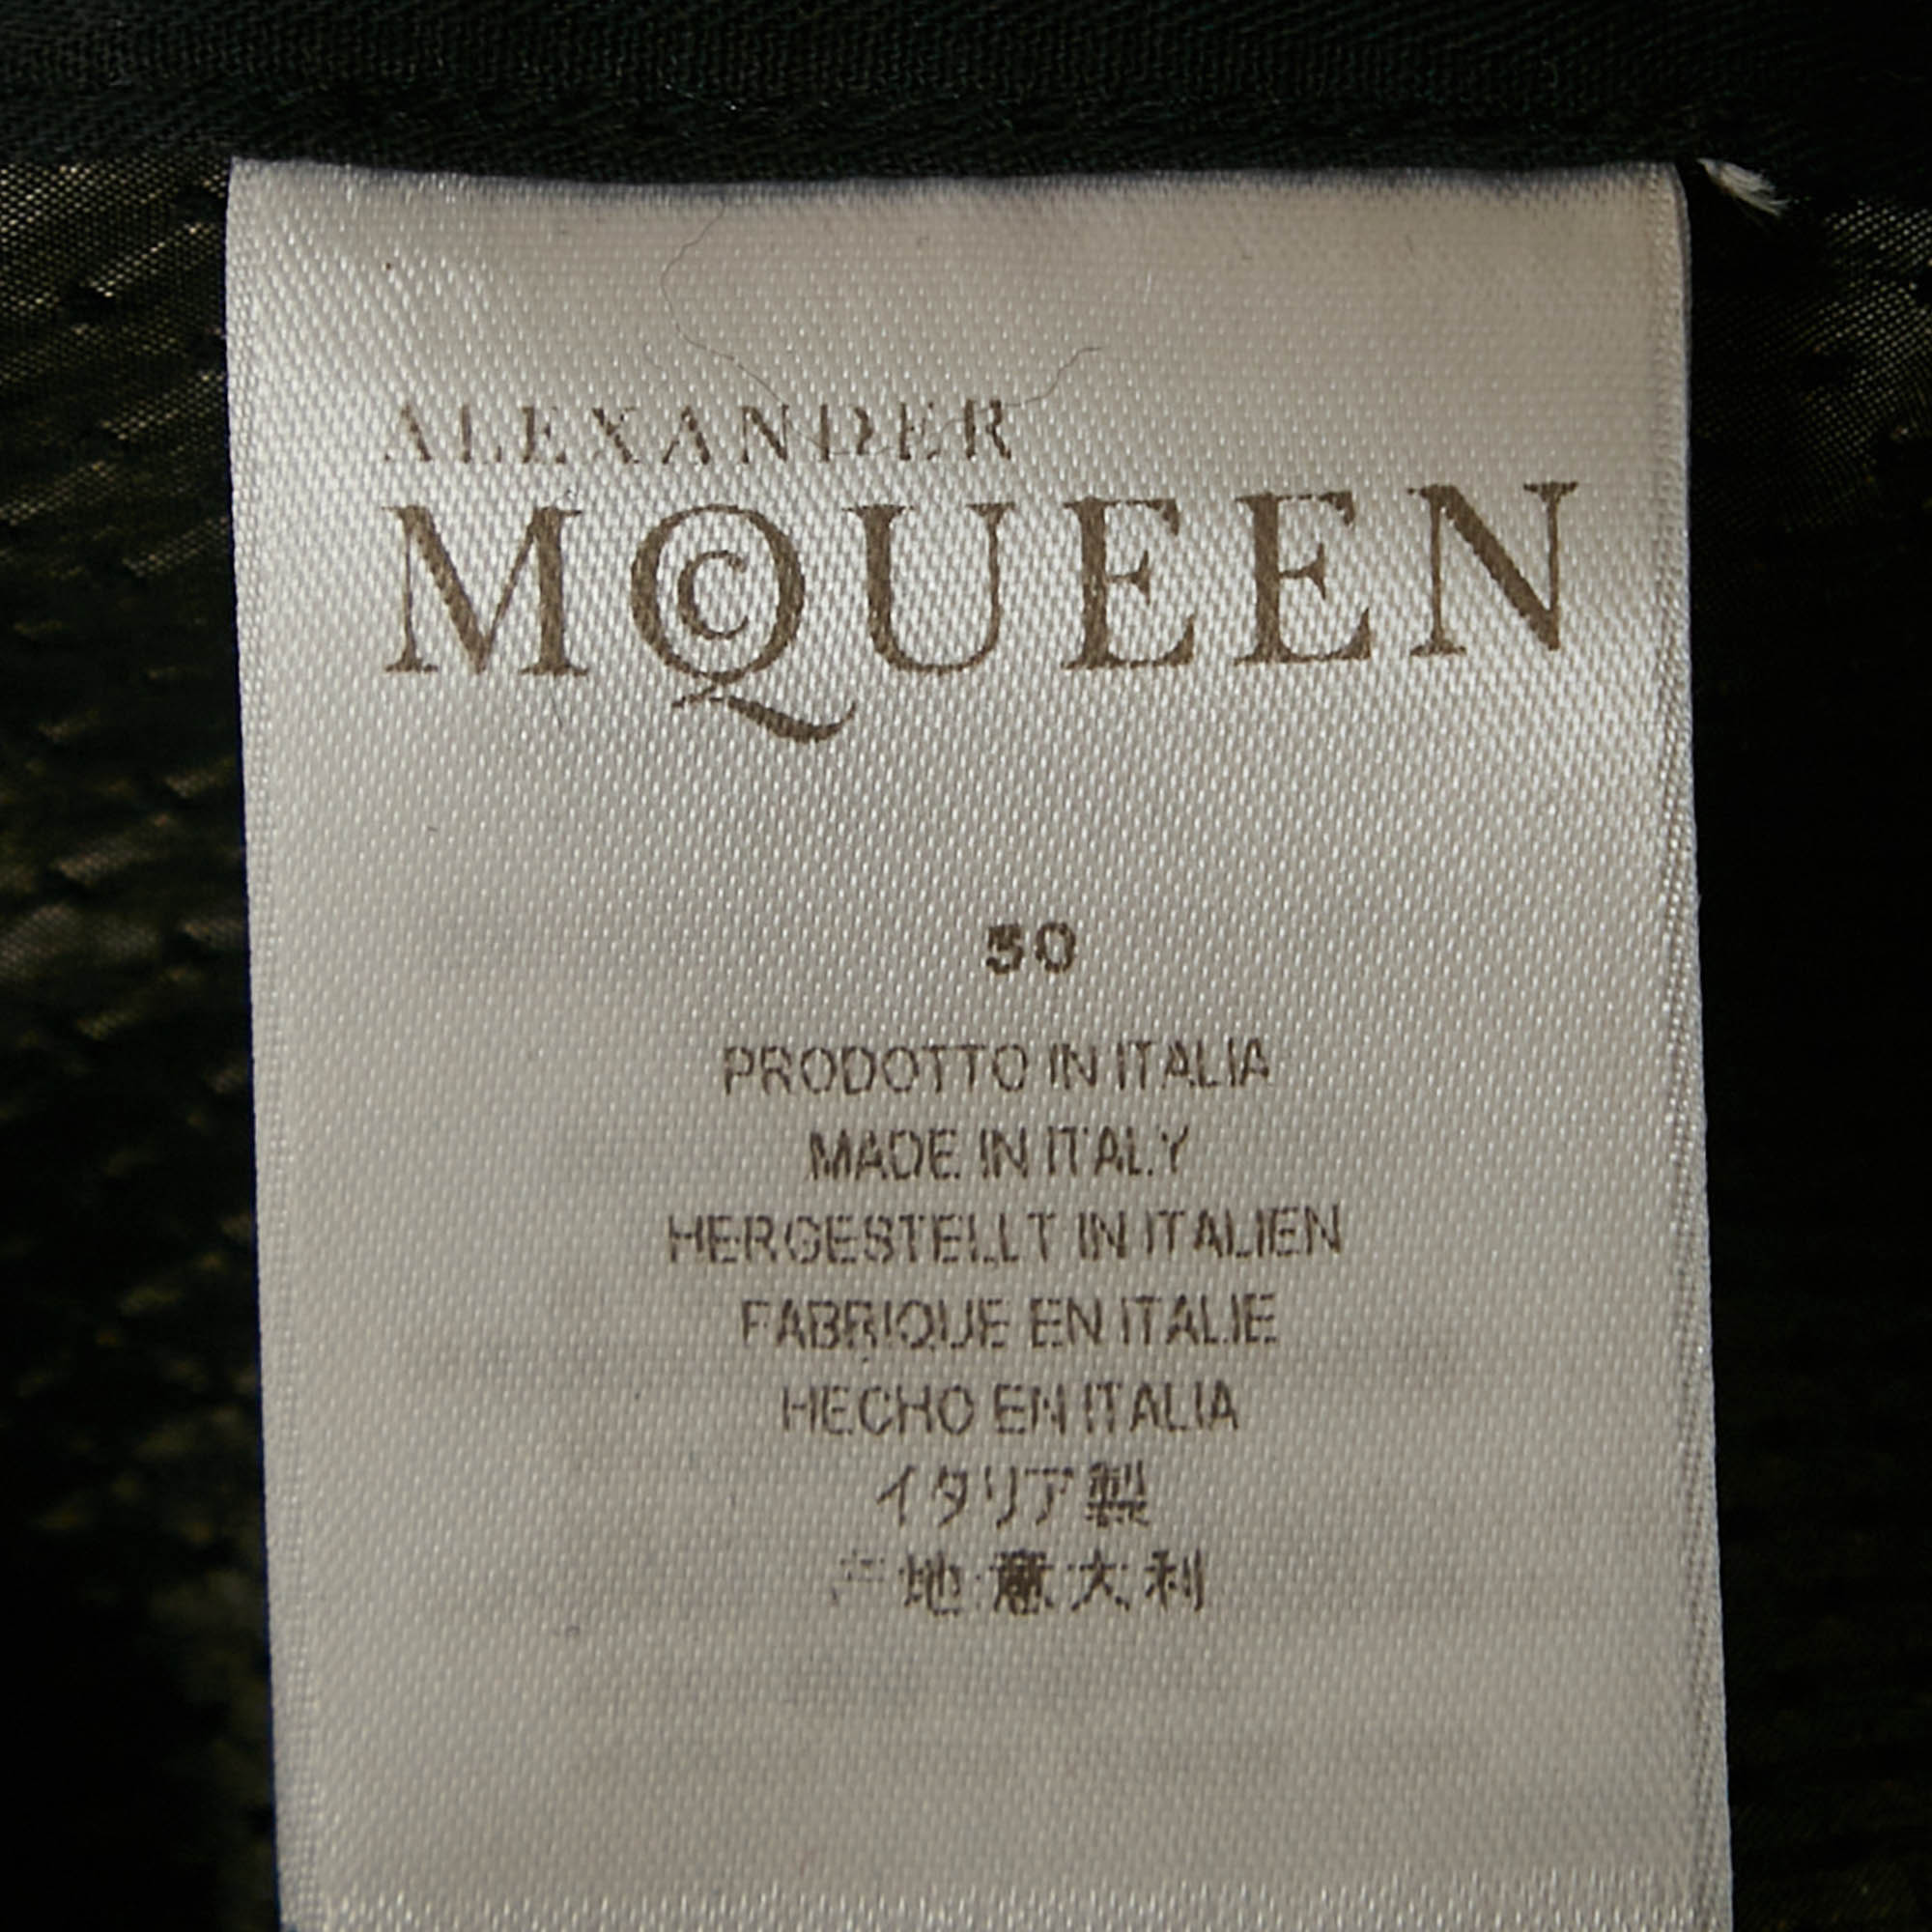 ALEXANDER
MCQUEEN
50
PRODOTTO IN ITALIA
MADE IN ITALY
HERGESTELLT IN ITALIEN
FABRIQUE EN ITALIE
HECHO EN ITALIA
イタリア製
产地:意大利